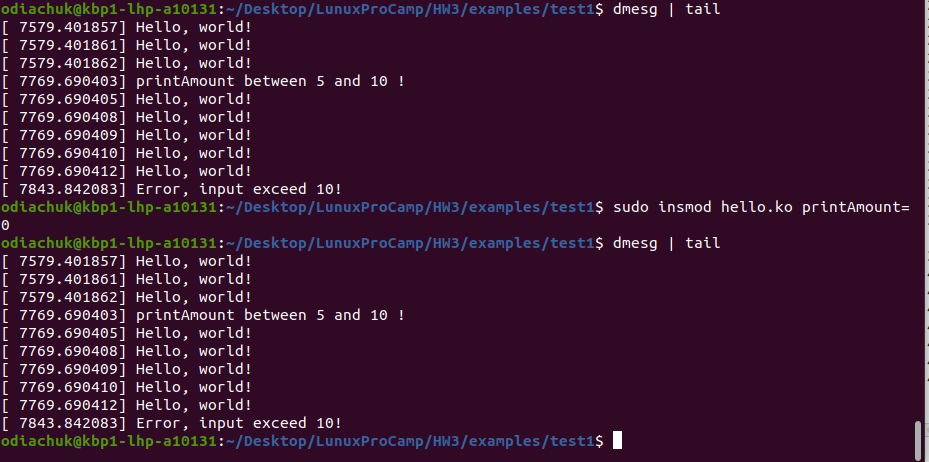 odiachuk@kbp1-lhp-a10131:~/Desktop/LunuxProCamp/HW3/examples/test1$ dmesg | tail
[ 7579.401857] Hello, world!
[ 7579.401861] Hello, world!
[ 7579.401862] Hello, world!
[ 7769.690403] printAmount between 5 and 10 !
[ 7769.690405] Hello, world!
[ 7769.690408] Hello, world!
[ 7769.690409] Hello, world!
[ 7769.690410] Hello, world!
[ 7769.690412] Hello, world!
[ 7843.842083] Error, input exceed 10!
odiachuk@kbp1-lhp-a10131:~/Desktop/LunuxProCamp/HW3/examples/test1$ sudo insmod hello.ko printAmount=
0
odiachuk@kbp1-lhp-a10131:~/Desktop/LunuxProCamp/HW3/examples/test1$ dmesg | tail
[ 7579.401857] Hello, world!
[ 7579.401861] Hello, world!
[ 7579.401862] Hello, world!
[ 7769.690403] printAmount between 5 and 10 !
[ 7769.690405] Hello, world!
[ 7769.690408] Hello, world!
[ 7769.690409] Hello, world!
[ 7769.690410] Hello, world!
[ 7769.690412] Hello, world!
[ 7843.842083] Error, input exceed 10!
odiachuk@kbp1-lhp-a10131:~/Desktop/LunuxProCamp/HW3/examples/test1$